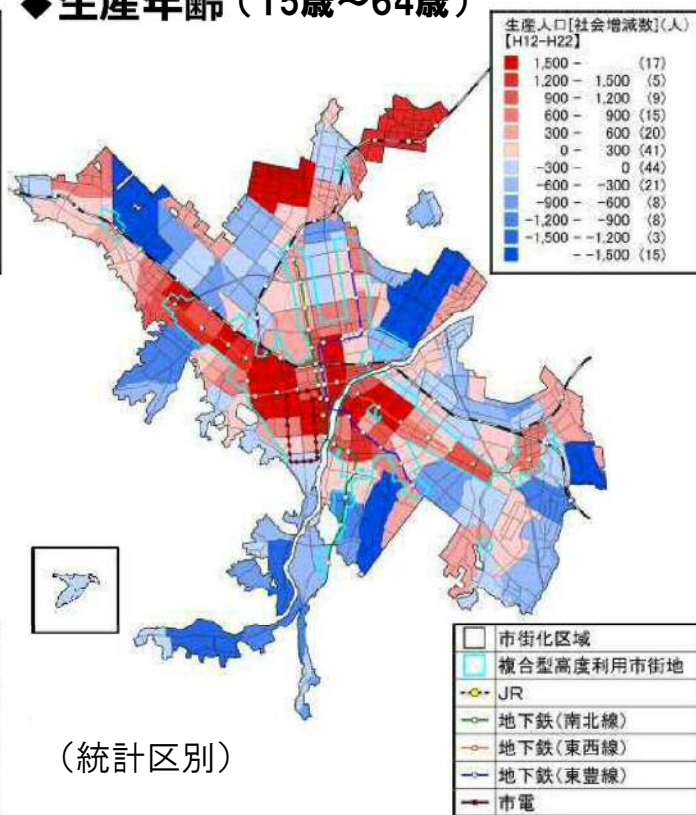 ◆生産年齢（15歳～64歳）
生産人口[社会増減数](人)
【H12-H22】
1,500 - (17)
1,200 - 1,500 (5)
900 - 1,200 (9)
600 - 900 (15)
300 - 600 (20)
0 - 300 (41)
-300 - 0 (44)
-600 - -300 (21)
-900 - -600 (8)
-1,200 - -900 (8)
-1,500 - -1,200 (3)
- -1,500 (15)
市街化区域
複合型高度利用市街地
JR
地下鉄(南北線)
地下鉄(東西線)
地下鉄(東豊線)
市電
（統計区別）